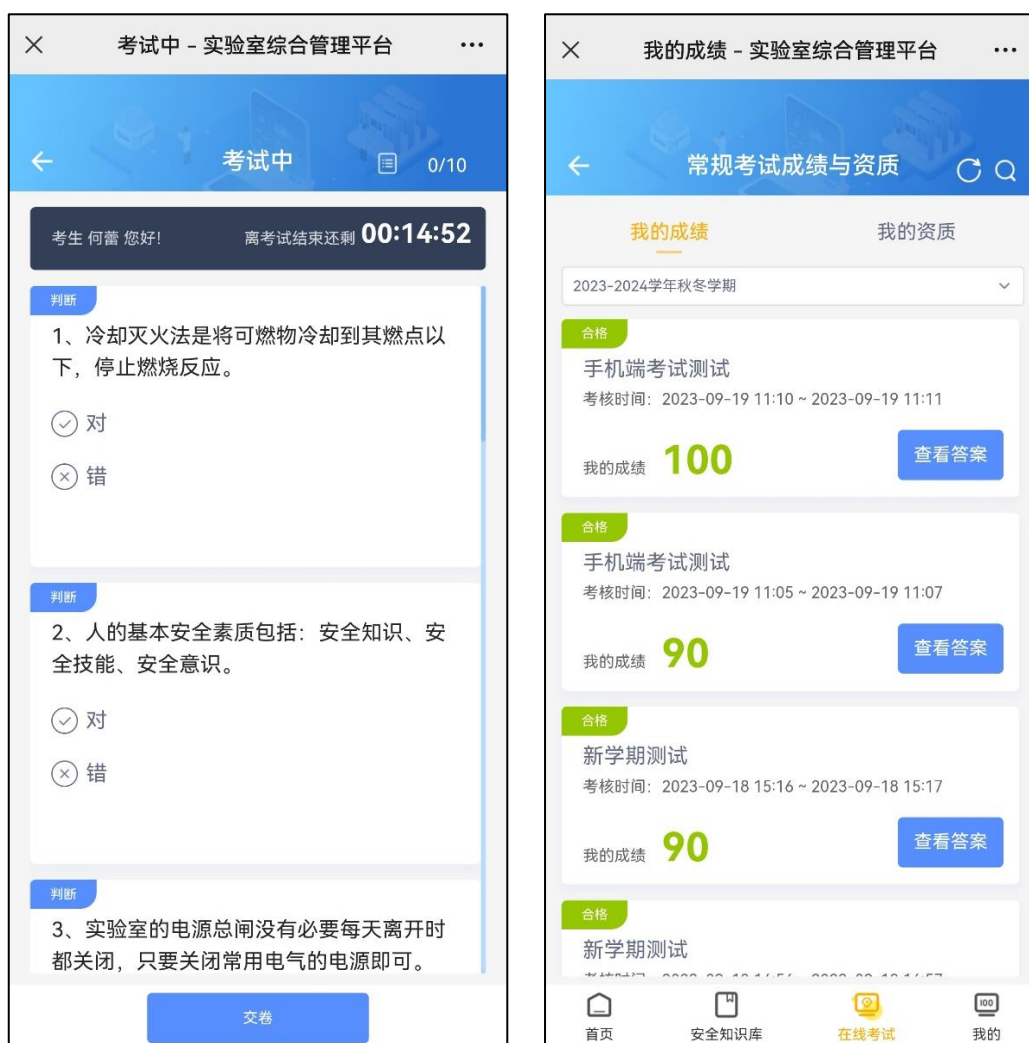 考试中 - 实验室综合管理平台
考试中
0/10
考生 何蕾 您好!
离考试结束还剩 00:14:52
判断
1、冷却灭火法是将可燃物冷却到其燃点以
下，停止燃烧反应。
对
错
判断
2、人的基本安全素质包括：安全知识、安
全技能、安全意识。
对
错
判断
3、实验室的电源总闸没有必要每天离开时
都关闭，只要关闭常用电气的电源即可。
交卷
我的成绩 - 实验室综合管理平台
常规考试成绩与资质
我的成绩
我的资质
2023-2024学年秋冬学期
合格
手机端考试测试
考核时间：2023-09-19 11:10 ~ 2023-09-19 11:11
我的成绩 100
查看答案
合格
手机端考试测试
考核时间：2023-09-19 11:05 ~ 2023-09-19 11:07
我的成绩 90
查看答案
合格
新学期测试
考核时间：2023-09-18 15:16 ~ 2023-09-18 15:17
我的成绩 90
查看答案
合格
新学期测试
首页
安全知识库
在线考试
100
我的